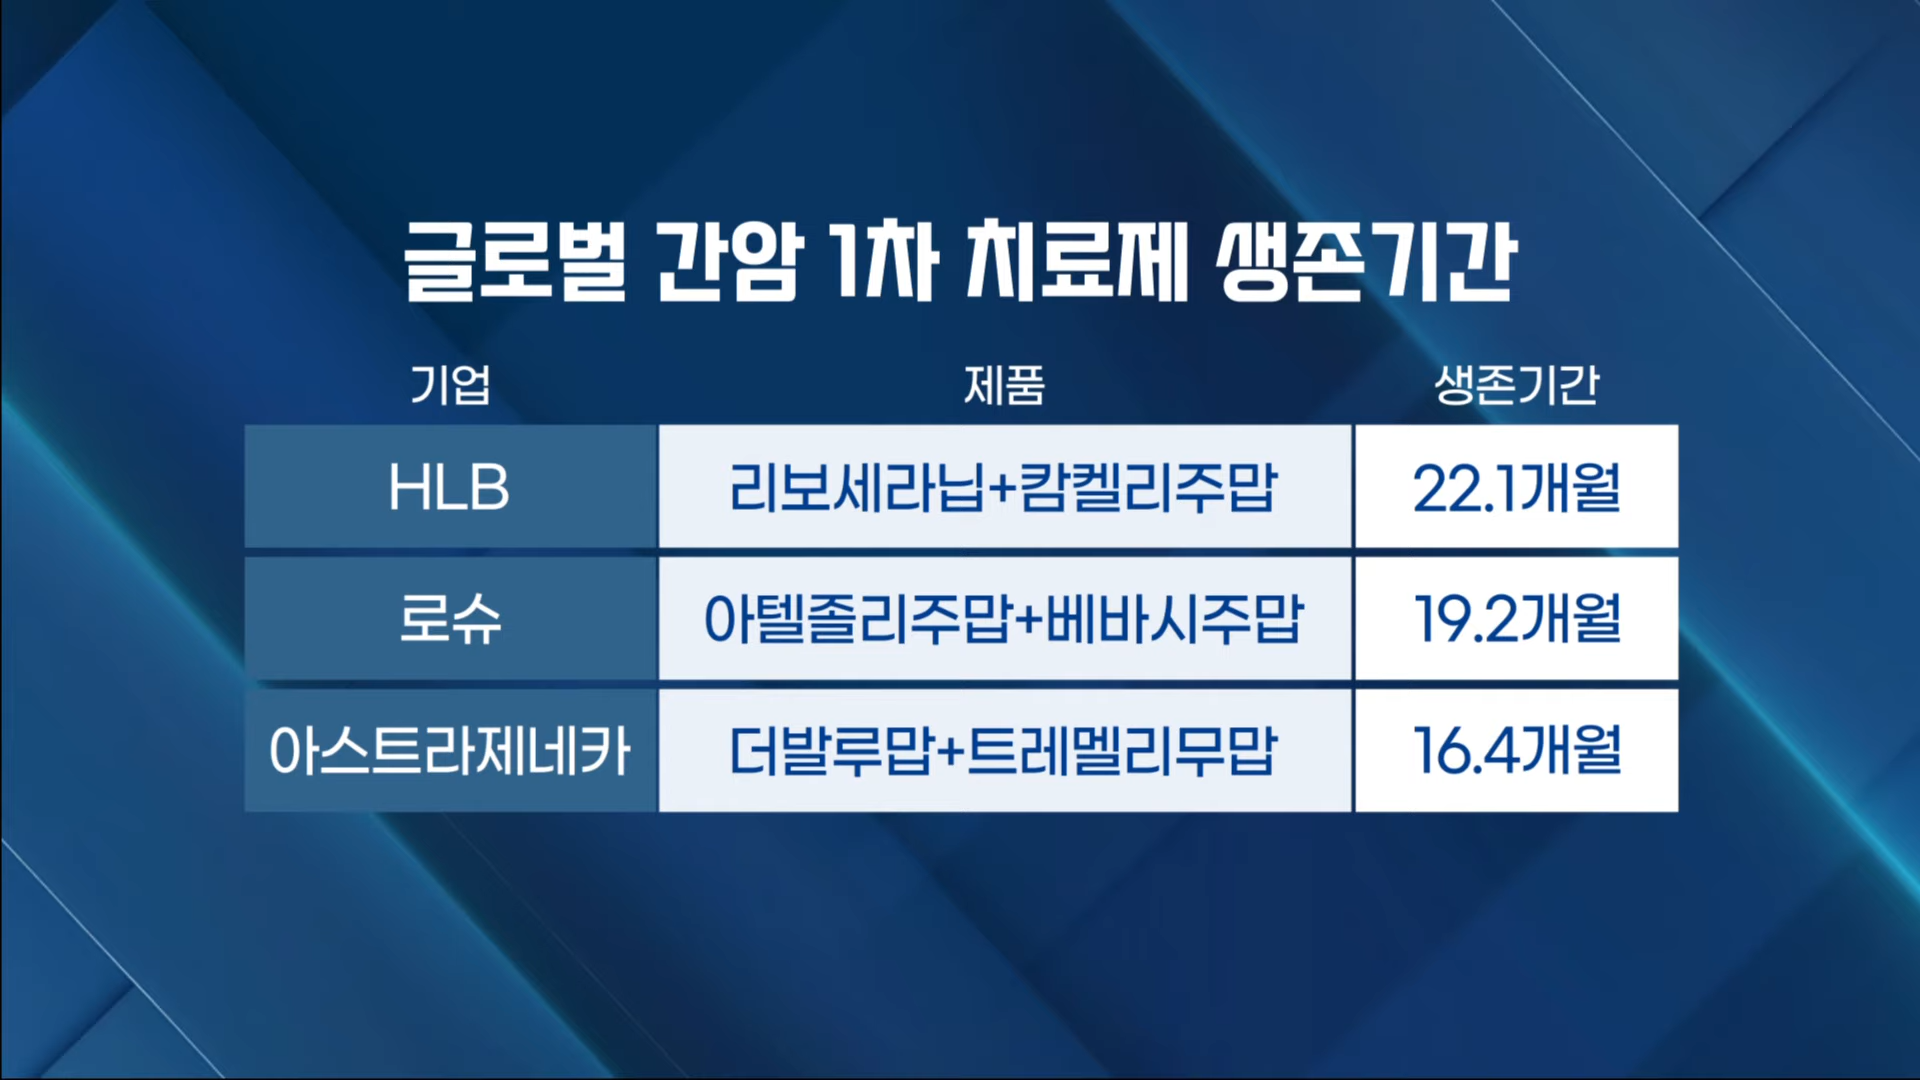 글로벌 간암 1차 치료제 생존기간
기업 제품 생존기간
HLB 리보세라닙+캄켈리주맙 22.1개월
로슈 아텔졸리주맙+베바시주맙 19.2개월
아스트라제네카 더발루맙+트레멜리무맙 16.4개월